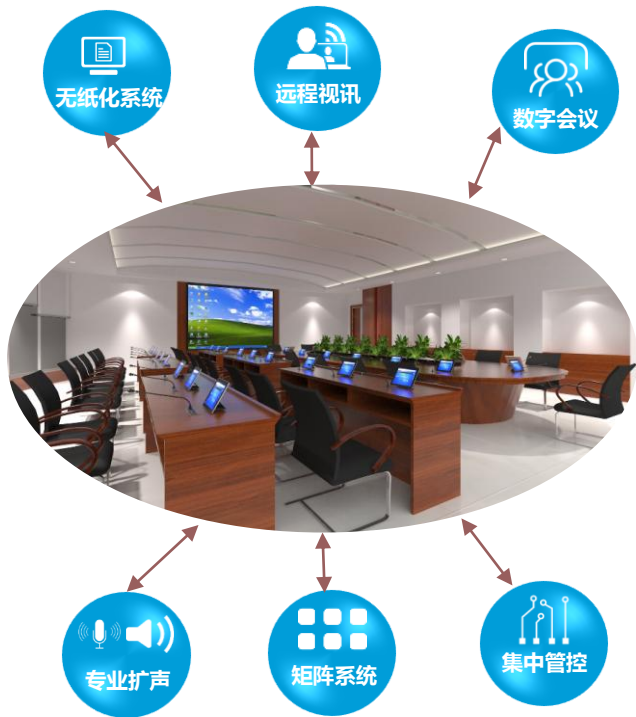 无纸化系统
远程视讯
数字会议
专业扩声
矩阵系统
集中管控